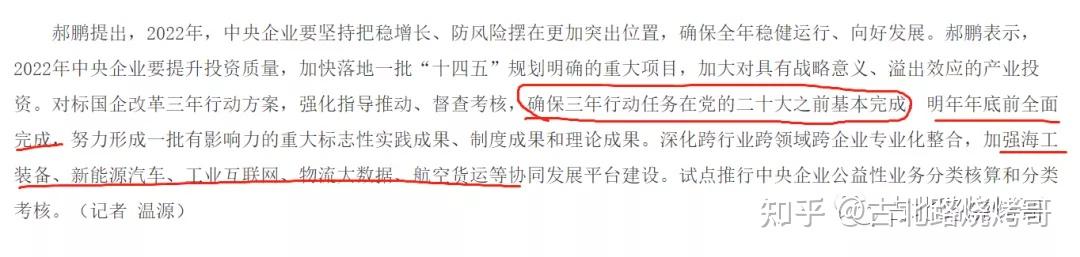 郝鹏提出，2022年，中央企业要坚持把稳增长、防风险摆在更加突出位置，确保全年稳健运行、向好发展。郝鹏表示，
2022年中央企业要提升投资质量，加快落地一批“十四五”规划明确的重大项目，加大对具有战略意义、溢出效应的产业投
资。对标国企改革三年行动方案，强化指导推动、督查考核，确保三年行动任务在党的二十大之前基本完成 明年年底前全面
完成，努力形成一批有影响力的重大标志性实践成果、制度成果和理论成果。深化跨行业跨领域跨企业专业化整合，加强海工
装备、新能源汽车、工业互联网、物流大数据、航空货运等协同发展平台建设。试点推行中央企业公益性业务分类核算和分类
考核。（记者 温源）
知乎 @古北路烧烤哥